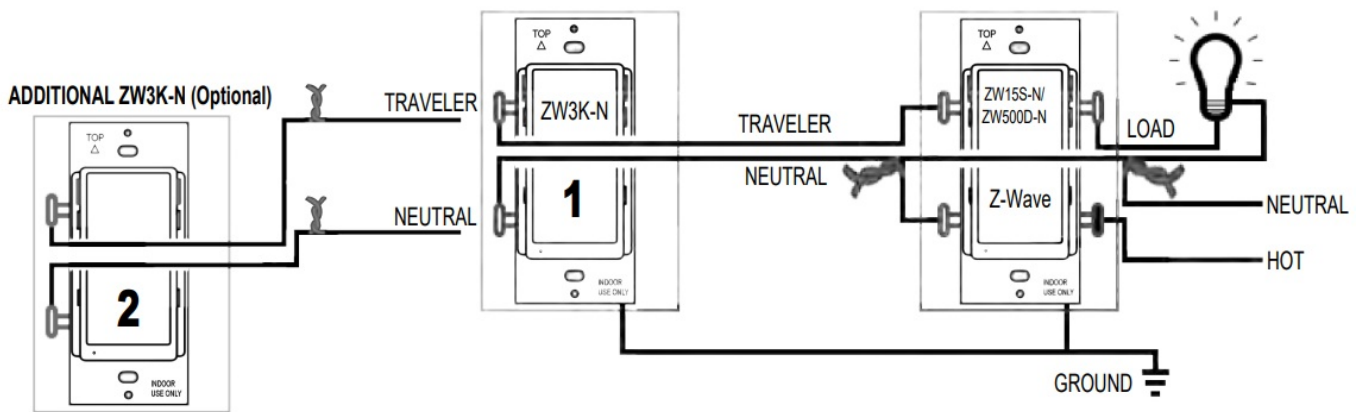 ADDITIONAL ZW3K-N (Optional)
TOP
△
2
INDOOR
USE ONLY
TRAVELER
NEUTRAL
TOP
△
ZW3K-N
1
INDOOR
USE ONLY
TRAVELER
NEUTRAL
TOP
△
ZW15S-N/
ZW500D-N
Z-Wave
INDOOR
USE ONLY
LOAD
NEUTRAL
HOT
GROUND